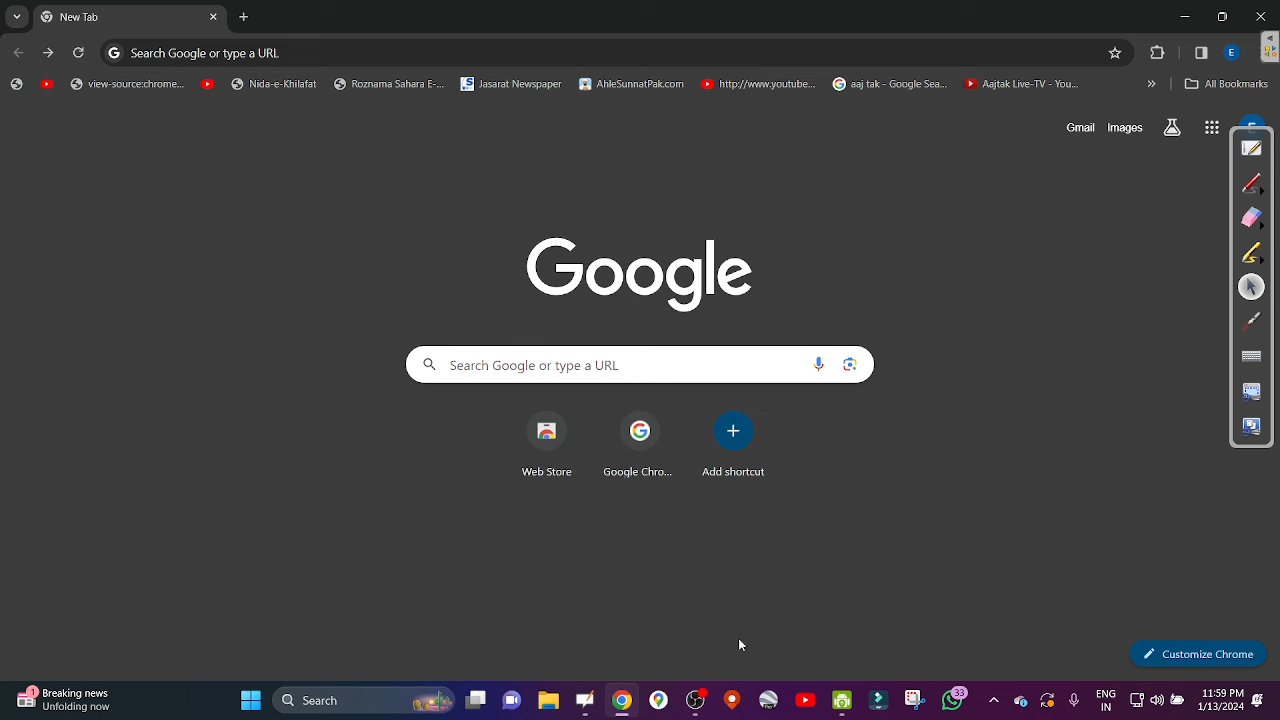 New Tab
Search Google or type a URL
view-source:chrome...
Nida-e-Khilafat
Roznama Sahara E-...
Jasarat Newspaper
AhleSunnatPak.com
http://www.youtube...
aaj tak - Google Sea...
Aajtak Live-TV - You...
All Bookmarks
E
Gmail
Images
Google
Search Google or type a URL
Web Store
Google Chro...
Add shortcut
Customize Chrome
1
Breaking news
Unfolding now
Search
33
ENG
IN
11:59 PM
1/13/2024